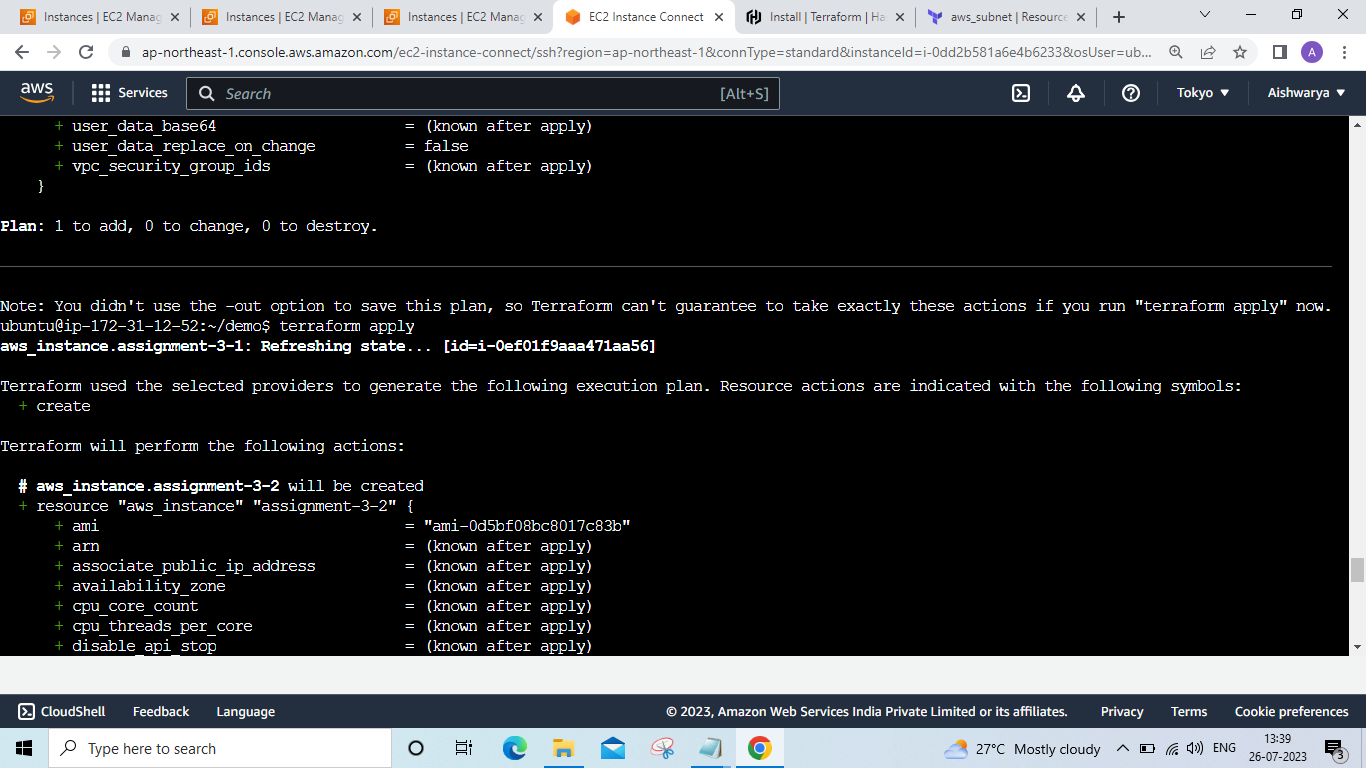 Instances | EC2 Manag
Instances | EC2 Manag
Instances | EC2 Manag
EC2 Instance Connect
Install | Terraform | Ha
aws_subnet | Resource
ap-northeast-1.console.aws.amazon.com/ec2-instance-connect/ssh?region=ap-northeast-1&connType=standard&instanceId=i-0dd2b581a6e4b6233&osUser=ub...
A
aws
Services
Search
[Alt+S]
Tokyo
Aishwarya
+ user_data_base64 = (known after apply)
+ user_data_replace_on_change = false
+ vpc_security_group_ids = (known after apply)
}
Plan: 1 to add, 0 to change, 0 to destroy.
Note: You didn't use the -out option to save this plan, so Terraform can't guarantee to take exactly these actions if you run "terraform apply" now.
ubuntu@ip-172-31-12-52:~/demo$ terraform apply
aws_instance.assignment-3-1: Refreshing state... [id=i-0ef01f9aaa471aa56]
Terraform used the selected providers to generate the following execution plan. Resource actions are indicated with the following symbols:
+ create
Terraform will perform the following actions:
# aws_instance.assignment-3-2 will be created
+ resource "aws_instance" "assignment-3-2" {
+ ami = "ami-0d5bf08bc8017c83b"
+ arn = (known after apply)
+ associate_public_ip_address = (known after apply)
+ availability_zone = (known after apply)
+ cpu_core_count = (known after apply)
+ cpu_threads_per_core = (known after apply)
+ disable_api_stop = (known after apply)
CloudShell
Feedback
Language
© 2023, Amazon Web Services India Private Limited or its affiliates.
Privacy
Terms
Cookie preferences
Type here to search
27°C Mostly cloudy
ENG
13:39
26-07-2023
3